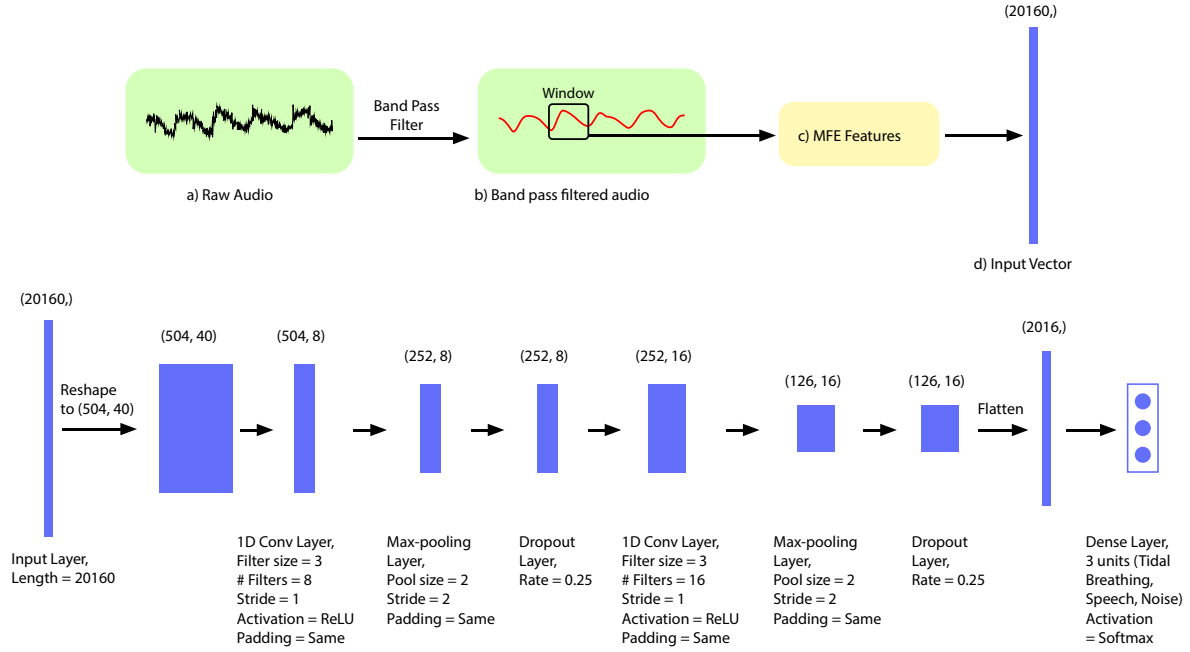 (20160,)
Band Pass
Filter
Window
c) MFE Features
a) Raw Audio
b) Band pass filtered audio
d) Input Vector
(20160,)
Reshape
to (504, 40)
(504, 40)
(504, 8)
(252, 8)
(252, 8)
(252, 16)
(126, 16)
(126, 16)
Flatten
(2016,)
Input Layer,
Length = 20160
1D Conv Layer,
Filter size = 3
# Filters = 8
Stride = 1
Activation = ReLU
Padding = Same
Max-pooling
Layer,
Pool size = 2
Stride = 2
Padding = Same
Dropout
Layer,
Rate = 0.25
1D Conv Layer,
Filter size = 3
# Filters = 16
Stride = 1
Activation = ReLU
Padding = Same
Max-pooling
Layer,
Pool size = 2
Stride = 2
Padding = Same
Dropout
Layer,
Rate = 0.25
Dense Layer,
3 units (Tidal
Breathing,
Speech, Noise)
Activation
= Softmax